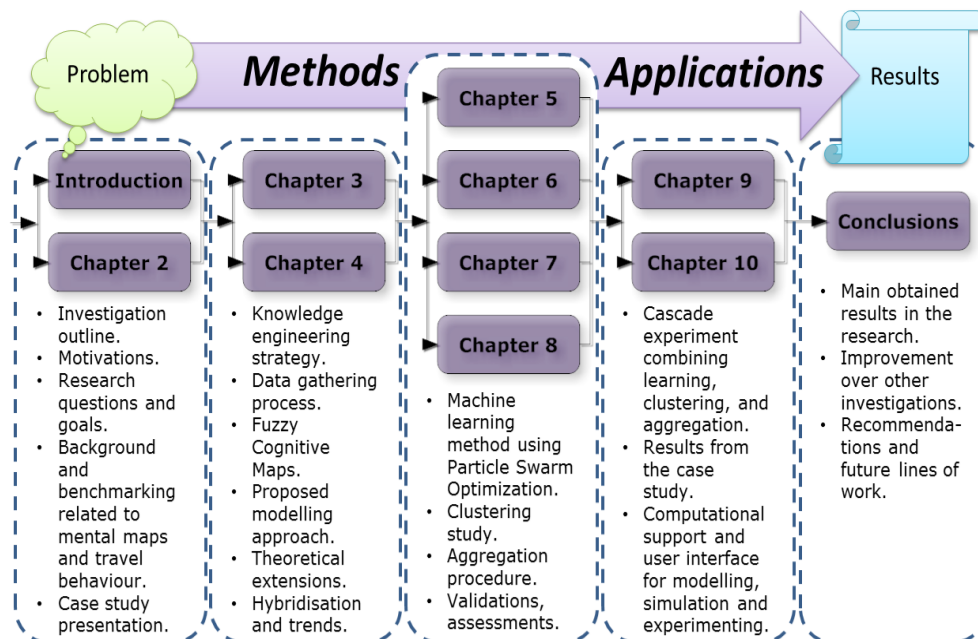 Problem
Methods
Applications
Results
Introduction
Chapter 2
• Investigation
outline.
• Motivations.
• Research
questions and
goals.
• Background
and
benchmarking
related to
mental maps
and travel
behaviour.
• Case study
presentation.
Chapter 3
Chapter 4
• Knowledge
engineering
strategy.
• Data gathering
process.
• Fuzzy
Cognitive
Maps.
• Proposed
modelling
approach.
• Theoretical
extensions.
• Hybridisation
and trends.
Chapter 5
Chapter 6
Chapter 7
Chapter 8
• Machine
learning
method using
Particle Swarm
Optimization.
• Clustering
study.
• Aggregation
procedure.
• Validations,
assessments.
Chapter 9
Chapter 10
• Cascade
experiment
combining
learning,
clustering, and
aggregation.
• Results from
the case
study.
• Computational
support and
user interface
for modelling,
simulation and
experimenting.
Conclusions
• Main obtained
results in the
research.
• Improvement
over other
investigations.
• Recommenda-
tions and
future lines of
work.